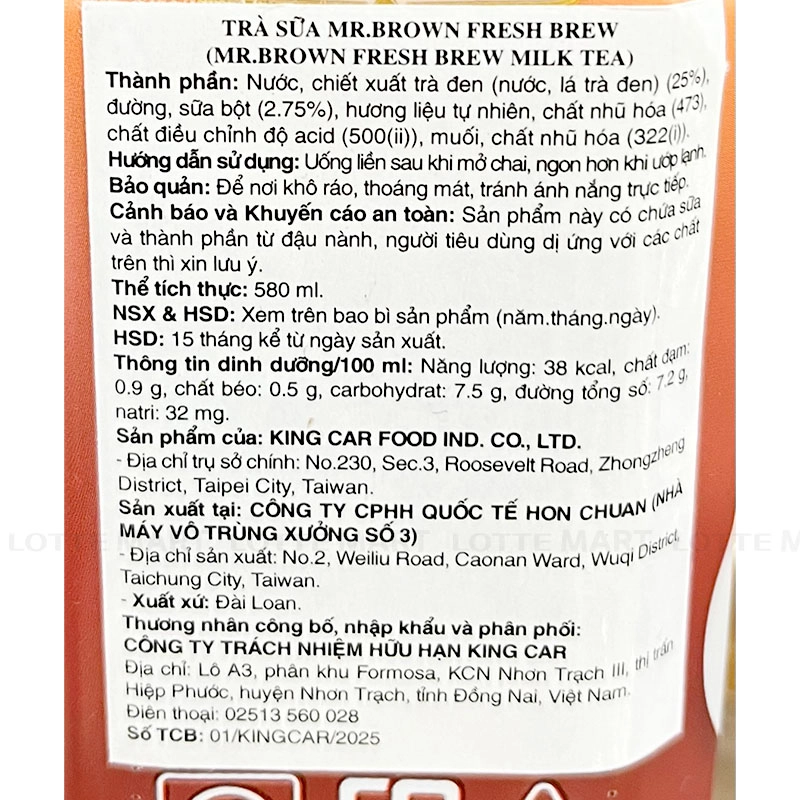 TRÀ SỮA MR.BROWN FRESH BREW
(MR.BROWN FRESH BREW MILK TEA)
Thành phần: Nước, chiết xuất trà đen (nước, lá trà đen) (25%),
đường, sữa bột (2.75%), hương liệu tự nhiên, chất nhũ hóa (473),
chất điều chỉnh độ acid (500(ii)), muối, chất nhũ hóa (322(i)).
Hướng dẫn sử dụng: Uống liền sau khi mở chai, ngon hơn khi ướp lạnh.
Bảo quản: Để nơi khô ráo, thoáng mát, tránh ánh nắng trực tiếp.
Cảnh báo và Khuyến cáo an toàn: Sản phẩm này có chứa sữa
và thành phần từ đậu nành, người tiêu dùng dị ứng với các chất
trên thì xin lưu ý.
Thể tích thực: 580 ml.
NSX & HSD: Xem trên bao bì sản phẩm (năm.tháng.ngày).
HSD: 15 tháng kể từ ngày sản xuất.
Thông tin dinh dưỡng/100 ml: Năng lượng: 38 kcal, chất đạm:
0.9 g, chất béo: 0.5 g, carbohydrat: 7.5 g, đường tổng số: 7.2 g,
natri: 32 mg.
Sản phẩm của: KING CAR FOOD IND. CO., LTD.
- Địa chỉ trụ sở chính: No.230, Sec.3, Roosevelt Road, Zhongzheng
District, Taipei City, Taiwan.
Sản xuất tại: CÔNG TY CPHH QUỐC TẾ HON CHUAN (NHÀ
MÁY VÔ TRÙNG XƯỞNG SỐ 3)
LOTTE MART LOTTE MART LOTTE MART LOTTE M
- Địa chỉ sản xuất: No.2, Weiliu Road, Caonan Ward, Wuqi District,
Taichung City, Taiwan.
- Xuất xứ: Đài Loan.
Thương nhân công bố, nhập khẩu và phân phối:
CÔNG TY TRÁCH NHIỆM HỮU HẠN KING CAR
Địa chỉ: Lô A3, phân khu Formosa, KCN Nhơn Trạch III, thị trấn
Hiệp Phước, huyện Nhơn Trạch, tỉnh Đồng Nai, Việt Nam.
Điện thoại: 02513 560 028
Số TCB: 01/KINGCAR/2025